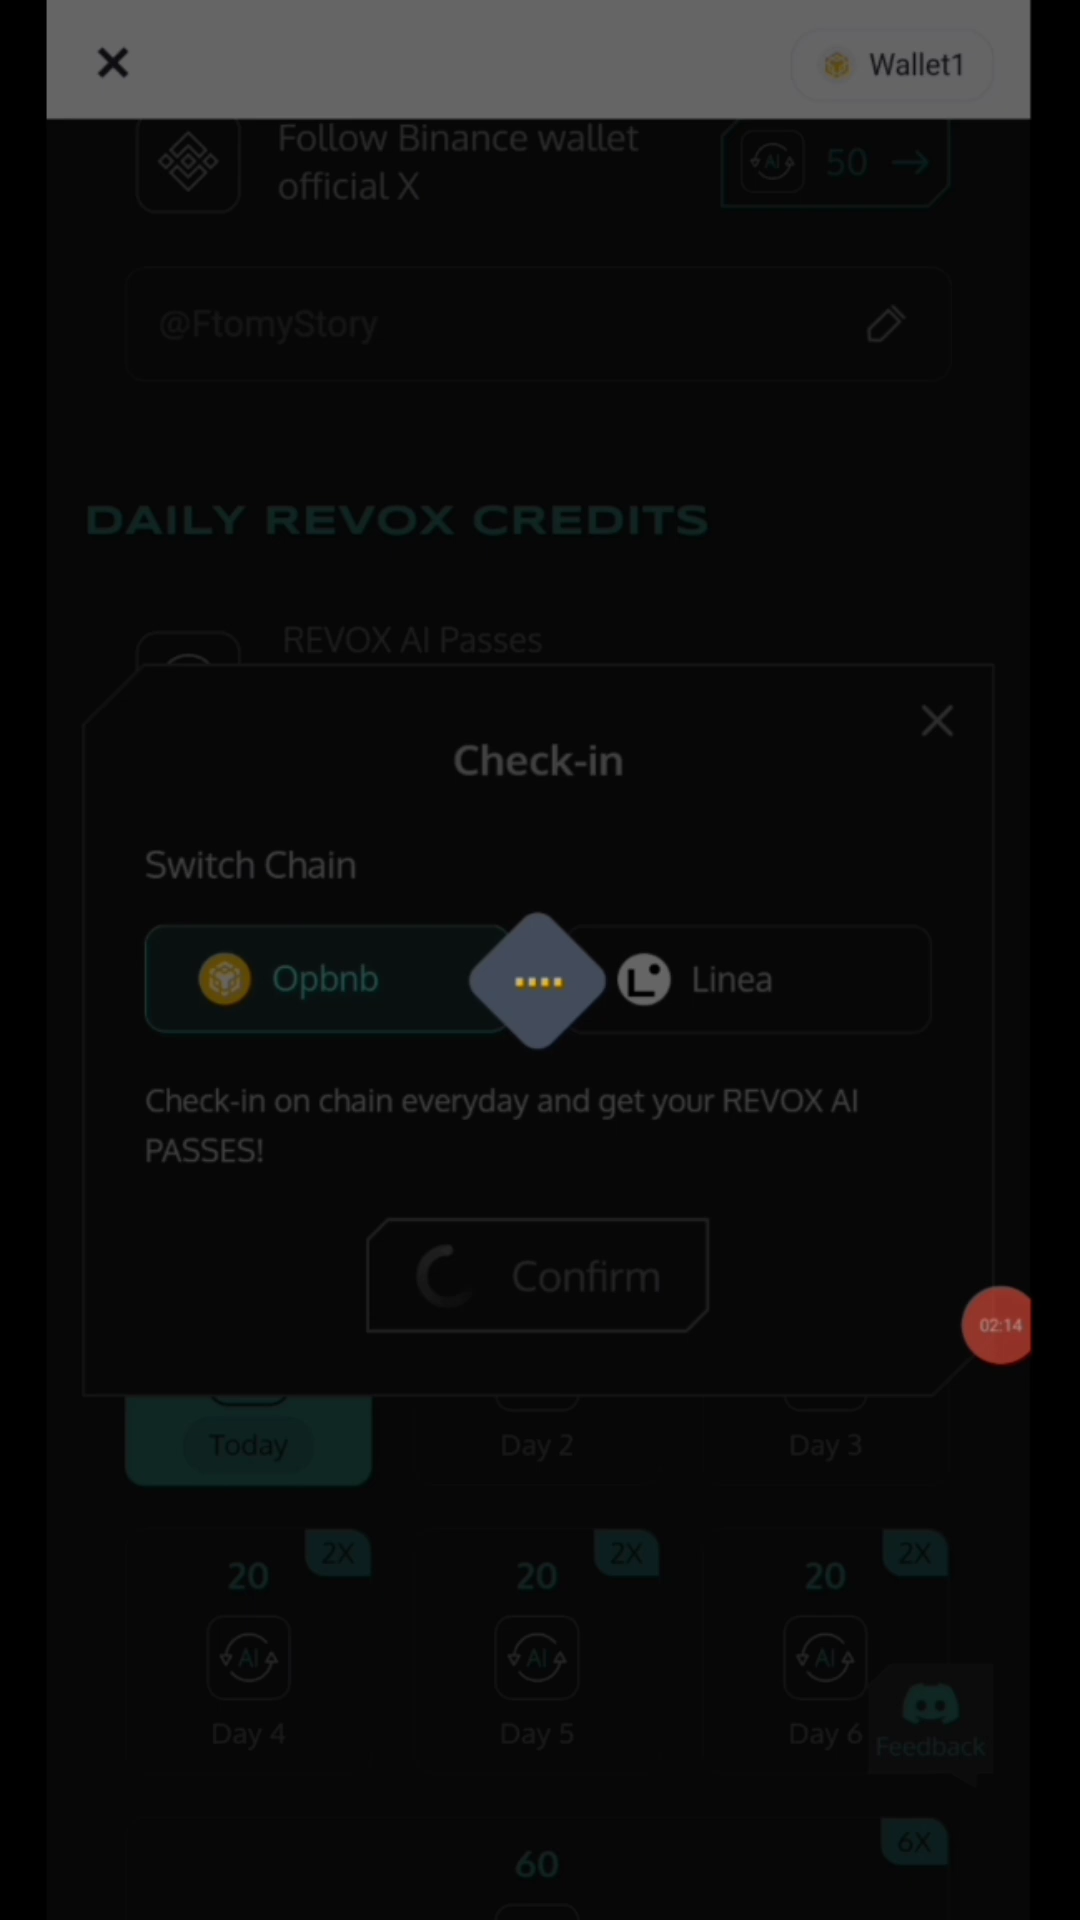 Wallet1
Follow Binance wallet
official X
AI
50
@FtomyStory
DAILY REVOX CREDITS
REVOX AI Passes
Check-in
Switch Chain
Opbnb
Linea
Check-in on chain everyday and get your REVOX AI
PASSES!
Confirm
02:14
Today
Day 2
Day 3
2X
2X
2X
20
20
20
AI
AI
AI
Day 4
Day 5
Day 6
Feedback
6X
60